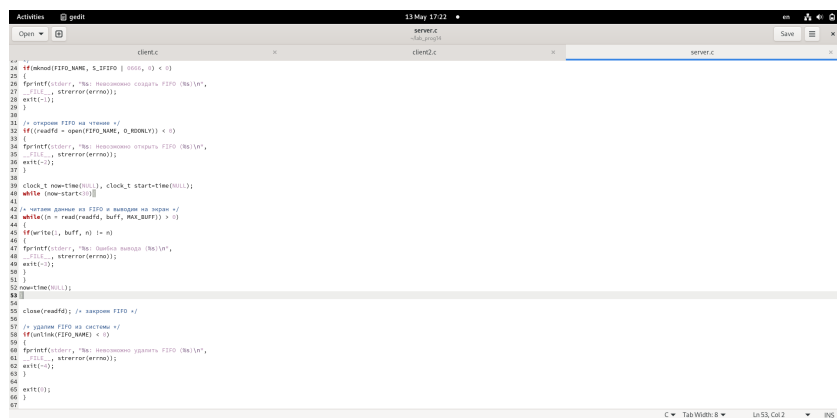 Activities gedit 13 May 17:22 en
Open server.c Save
~/lab_prog14
client.c × client2.c × server.c ×
24 if(mknod(FIFO_NAME, S_IFIFO | 0666, 0) < 0)
25 {
26 fprintf(stderr, "%s: Невозможно создать FIFO (%s)\n",
27 __FILE__, strerror(errno));
28 exit(-1);
29 }
30
31 /* откроем FIFO на чтение */
32 if((readfd = open(FIFO_NAME, O_RDONLY)) < 0)
33 {
34 fprintf(stderr, "%s: Невозможно открыть FIFO (%s)\n",
35 __FILE__, strerror(errno));
36 exit(-2);
37 }
38
39 clock_t now=time(NULL), clock_t start=time(NULL);
40 while (now-start<30)
41
42 /* читаем данные из FIFO и выводим на экран */
43 while((n = read(readfd, buff, MAX_BUFF)) > 0)
44 {
45 if(write(1, buff, n) != n)
46 {
47 fprintf(stderr, "%s: Ошибка вывода (%s)\n",
48 __FILE__, strerror(errno));
49 exit(-3);
50 }
51 }
52 now=time(NULL);
53
54
55 close(readfd); /* закроем FIFO */
56
57 /* удалим FIFO из системы */
58 if(unlink(FIFO_NAME) < 0)
59 {
60 fprintf(stderr, "%s: Невозможно удалить FIFO (%s)\n",
61 __FILE__, strerror(errno));
62 exit(-4);
63 }
64
65 exit(0);
66 }
67
C Tab Width: 8 Ln 53, Col 2 INS